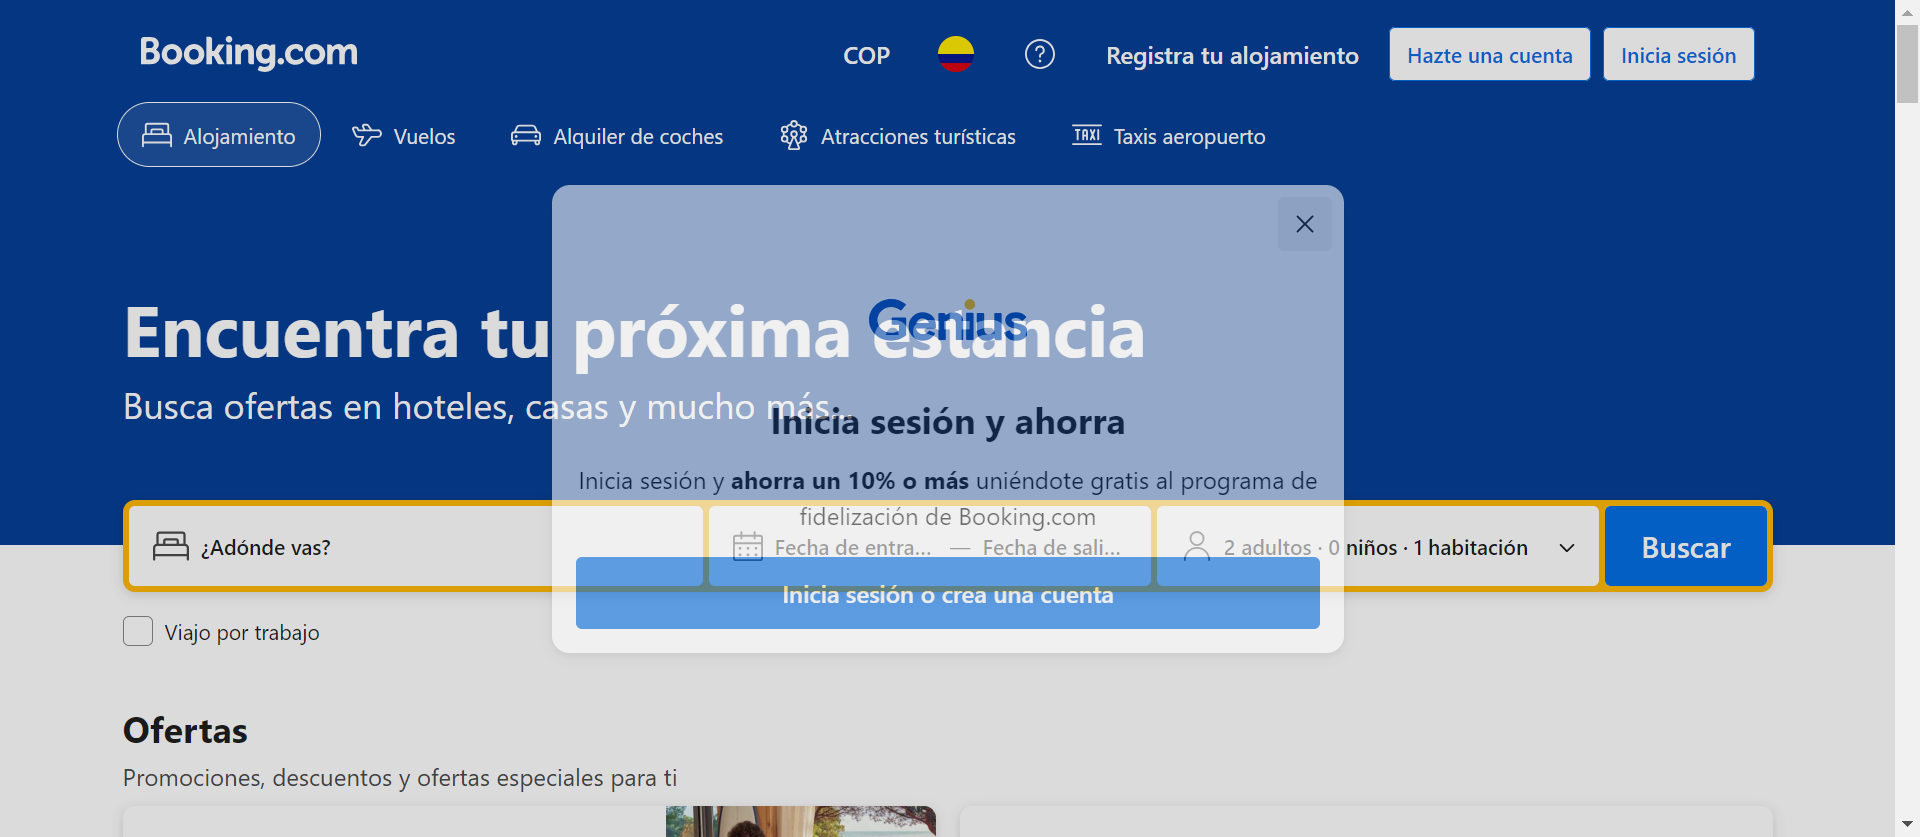 Booking.com
COP
Registra tu alojamiento
Hazte una cuenta
Inicia sesión
Alojamiento
Vuelos
Alquiler de coches
Atracciones turísticas
TAXI
Taxis aeropuerto
Genius
Encuentra tu próxima estancia
Busca ofertas en hoteles, casas y mucho más...
Inicia sesión y ahorra
Inicia sesión y ahorra un 10% o más uniéndote gratis al programa de
fidelización de Booking.com
¿Adónde vas?
Fecha de entra... — Fecha de sali...
2 adultos · 0 niños · 1 habitación
Buscar
Inicia sesión o crea una cuenta
Viajo por trabajo
Ofertas
Promociones, descuentos y ofertas especiales para ti